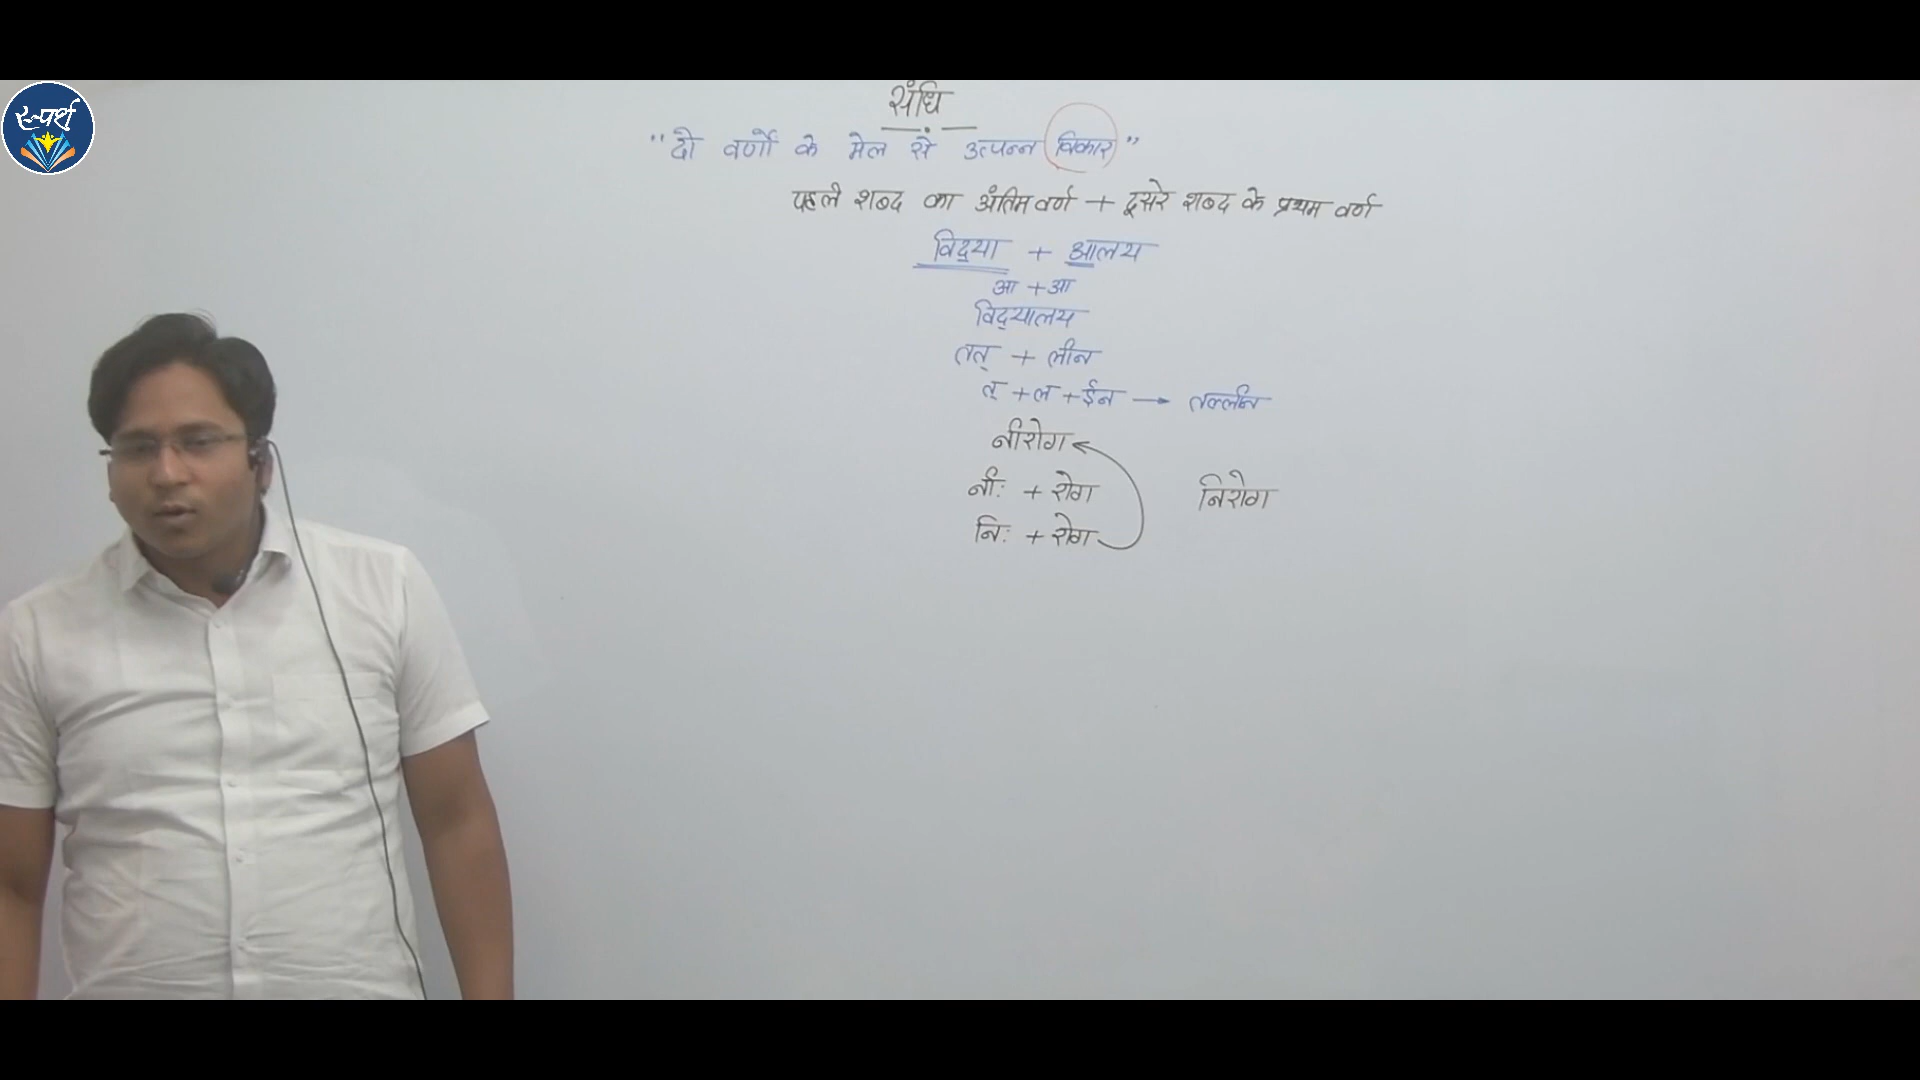 स्पर्श
संधि
"दो वर्णों के मेल से उत्पन्न विकार"
पहले शब्द का अंतिम वर्ण + दूसरे शब्द के प्रथम वर्ण
विद्या + आलय
आ + आ
विद्यालय
तत् + लीन
त् + ल + ईन → तल्लीन
नीरोग
नी: + रोग
निरोग
नि: + रोग